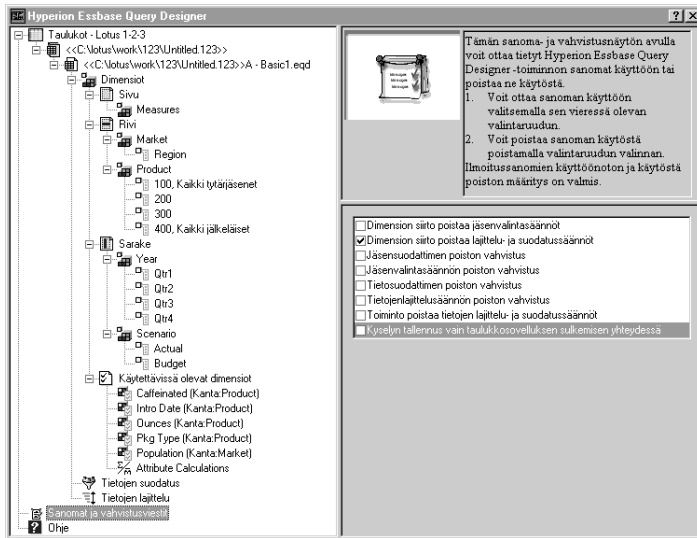 Hyperion Essbase Query Designer
Taulukot - Lotus 1-2-3
<<C:\lotus\work\123\Untitled.123>>
<<C:\lotus\work\123\Untitled.123>>A - Basic1.eqd
Dimensiot
Sivu
Measures
Rivi
Market
Region
Product
100, Kaikki tytärjäsenet
200
300
400, Kaikki jälkeläiset
Sarake
Year
Qtr1
Qtr2
Qtr3
Qtr4
Scenario
Actual
Budget
Käytettävissä olevat dimensiot
Caffeinated (Kanta:Product)
Intro Date (Kanta:Product)
Ounces (Kanta:Product)
Pkg Type (Kanta:Product)
Population (Kanta:Market)
Attribute Calculations
Tietojen suodatus
Tietojen lajittelu
Sanomat ja vahvistusviestit
Ohje
Tämän sanoma- ja vahvistusnäytön avulla
voit ottaa tietyt Hyperion Essbase Query
Designer -toiminnon sanomat käyttöön tai
poistaa ne käytöstä.
1. Voit ottaa sanoman käyttöön
valitsemalla sen vieressä olevan
valintaruudun.
2. Voit poistaa sanoman käytöstä
poistamalla valintaruudun valinnan.
Ilmoitussanomien käyttöönoton ja käytöstä
poiston määritys on valmis.
Dimension siirto poistaa jäsenvalintasäännöt
Dimension siirto poistaa lajittelu- ja suodatussäännöt
Jäsensuodattimen poiston vahvistus
Jäsenvalintasäännön poiston vahvistus
Tietosuodattimen poiston vahvistus
Tietojenlajittelusäännön poiston vahvistus
Toiminto poistaa tietojen lajittelu- ja suodatussäännöt
Kyselyn tallennus vain taulukkosovelluksen sulkemisen yhteydessä